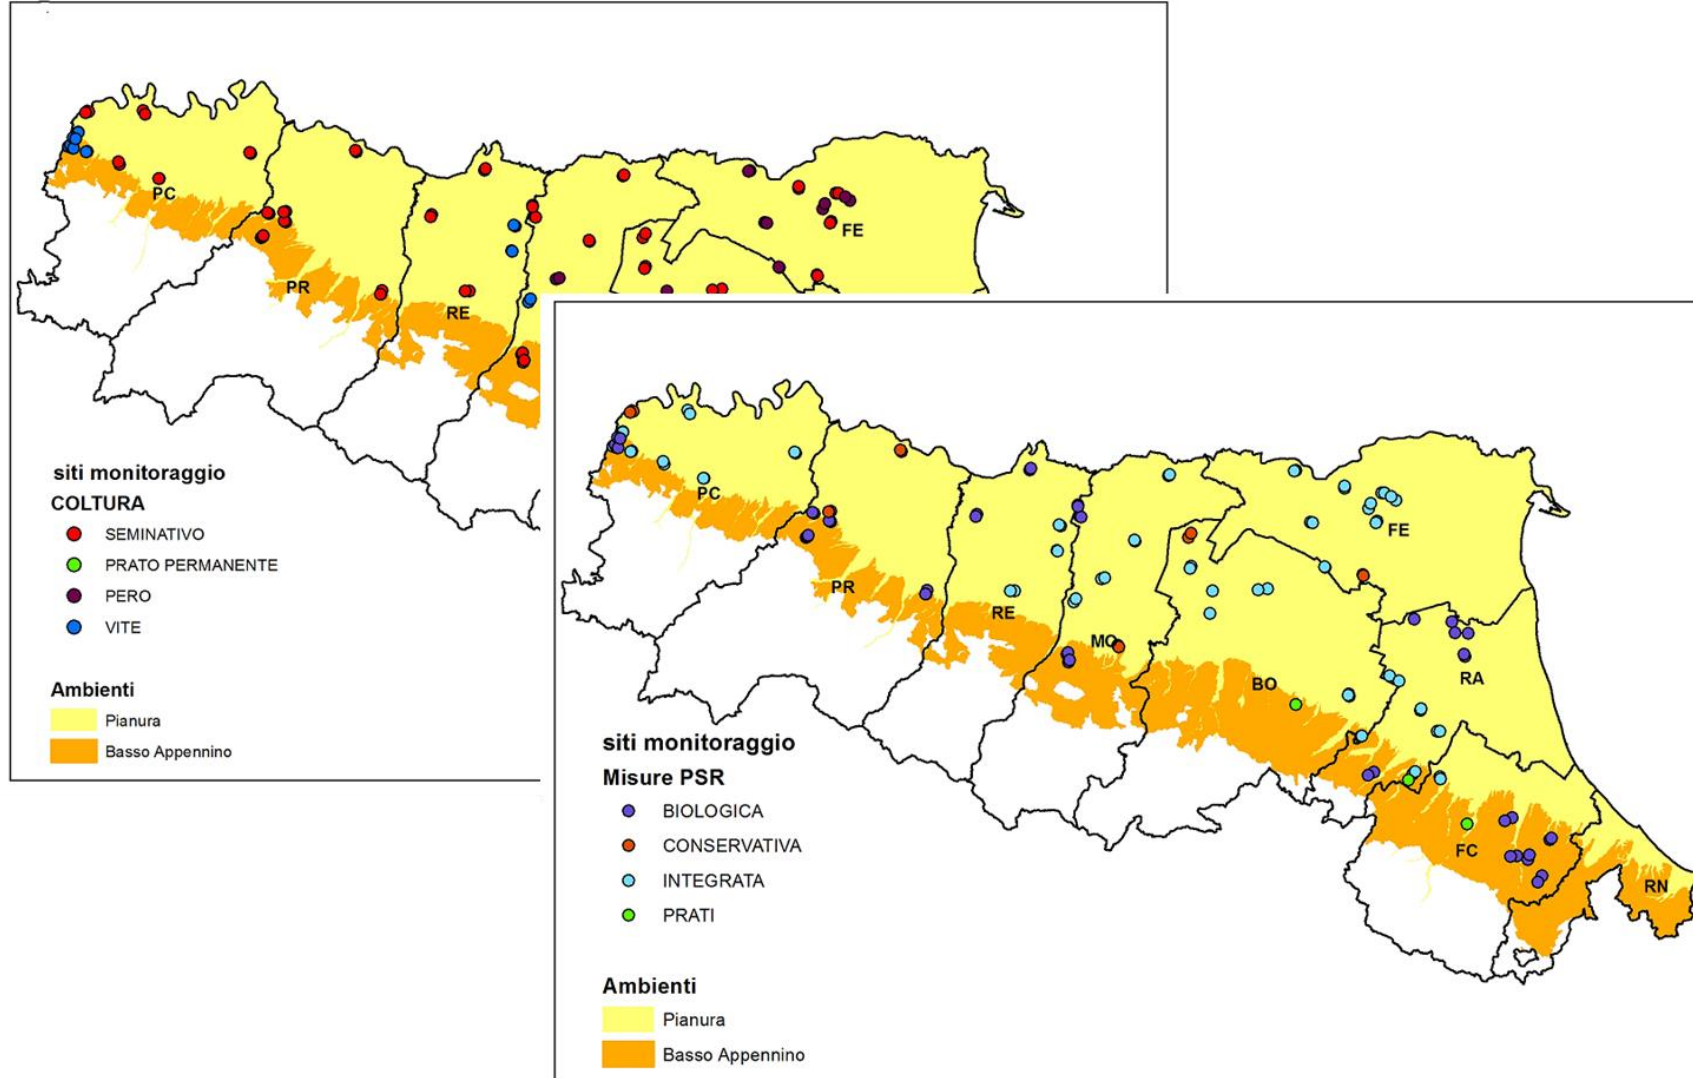 PC
FE
PR
RE
siti monitoraggio
COLTURA
SEMINATIVO
PRATO PERMANENTE
PERO
VITE
Ambienti
Pianura
Basso Appennino
PC
FE
PR
RE
MO
BO
RA
FC
RN
siti monitoraggio
Misure PSR
BIOLOGICA
CONSERVATIVA
INTEGRATA
PRATI
Ambienti
Pianura
Basso Appennino